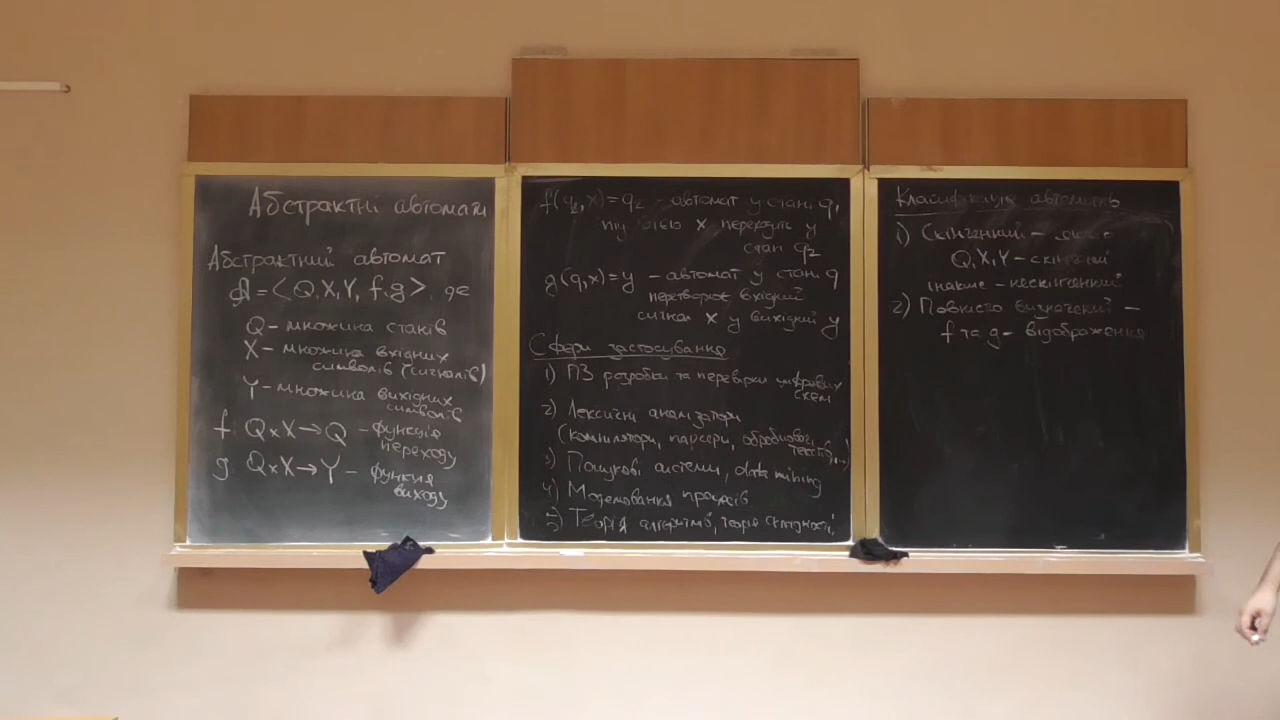 Абстрактні автомати
Абстрактний автомат
A = < Q, X, Y, f, g >, де
Q – множина станів
X – множина вхідних
символів (сигналів)
Y – множина вихідних
символів
f: Q×X→Q – функція
переходу
g: Q×X→Y – функція
виходу
f(q₁,x)=q₂ – автомат у стані q₁
під дією x переходить у
стан q₂
g(q,x)=y – автомат у стані q
перетворює вхідний
сигнал x у вихідний y
Сфери застосування
1) ПЗ розробки та перевірки цифрових
схем
2) Лексичні аналізатори
(компілятори, парсери, обробники
текстів,...)
3) Пошукові системи, data mining
4) Моделювання процесів
5) Теорія алгоритмів, теорія складності,
Класифікація автоматів
1) Скінченний – якщо
Q, X, Y – скінченні
інакше – нескінченний
2) Повністю визначений –
f та g – відображення